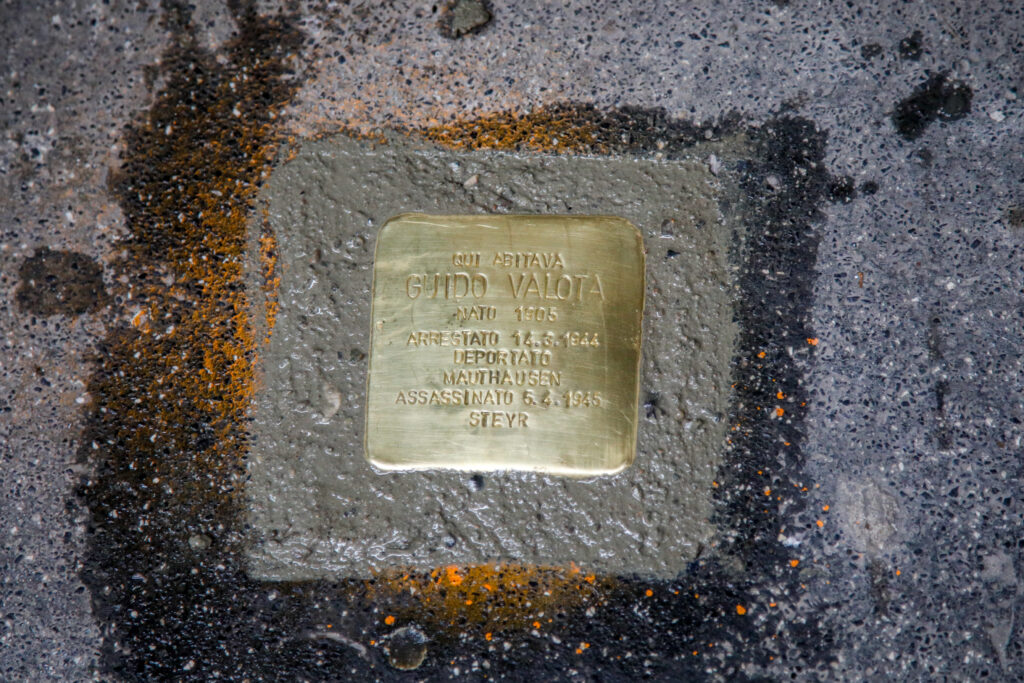 QUI ABITAVA
GUIDO VALOTA
NATO 1905
ARRESTATO 14.3.1944
DEPORTATO
MAUTHAUSEN
ASSASSINATO 5.4.1945
STEYR